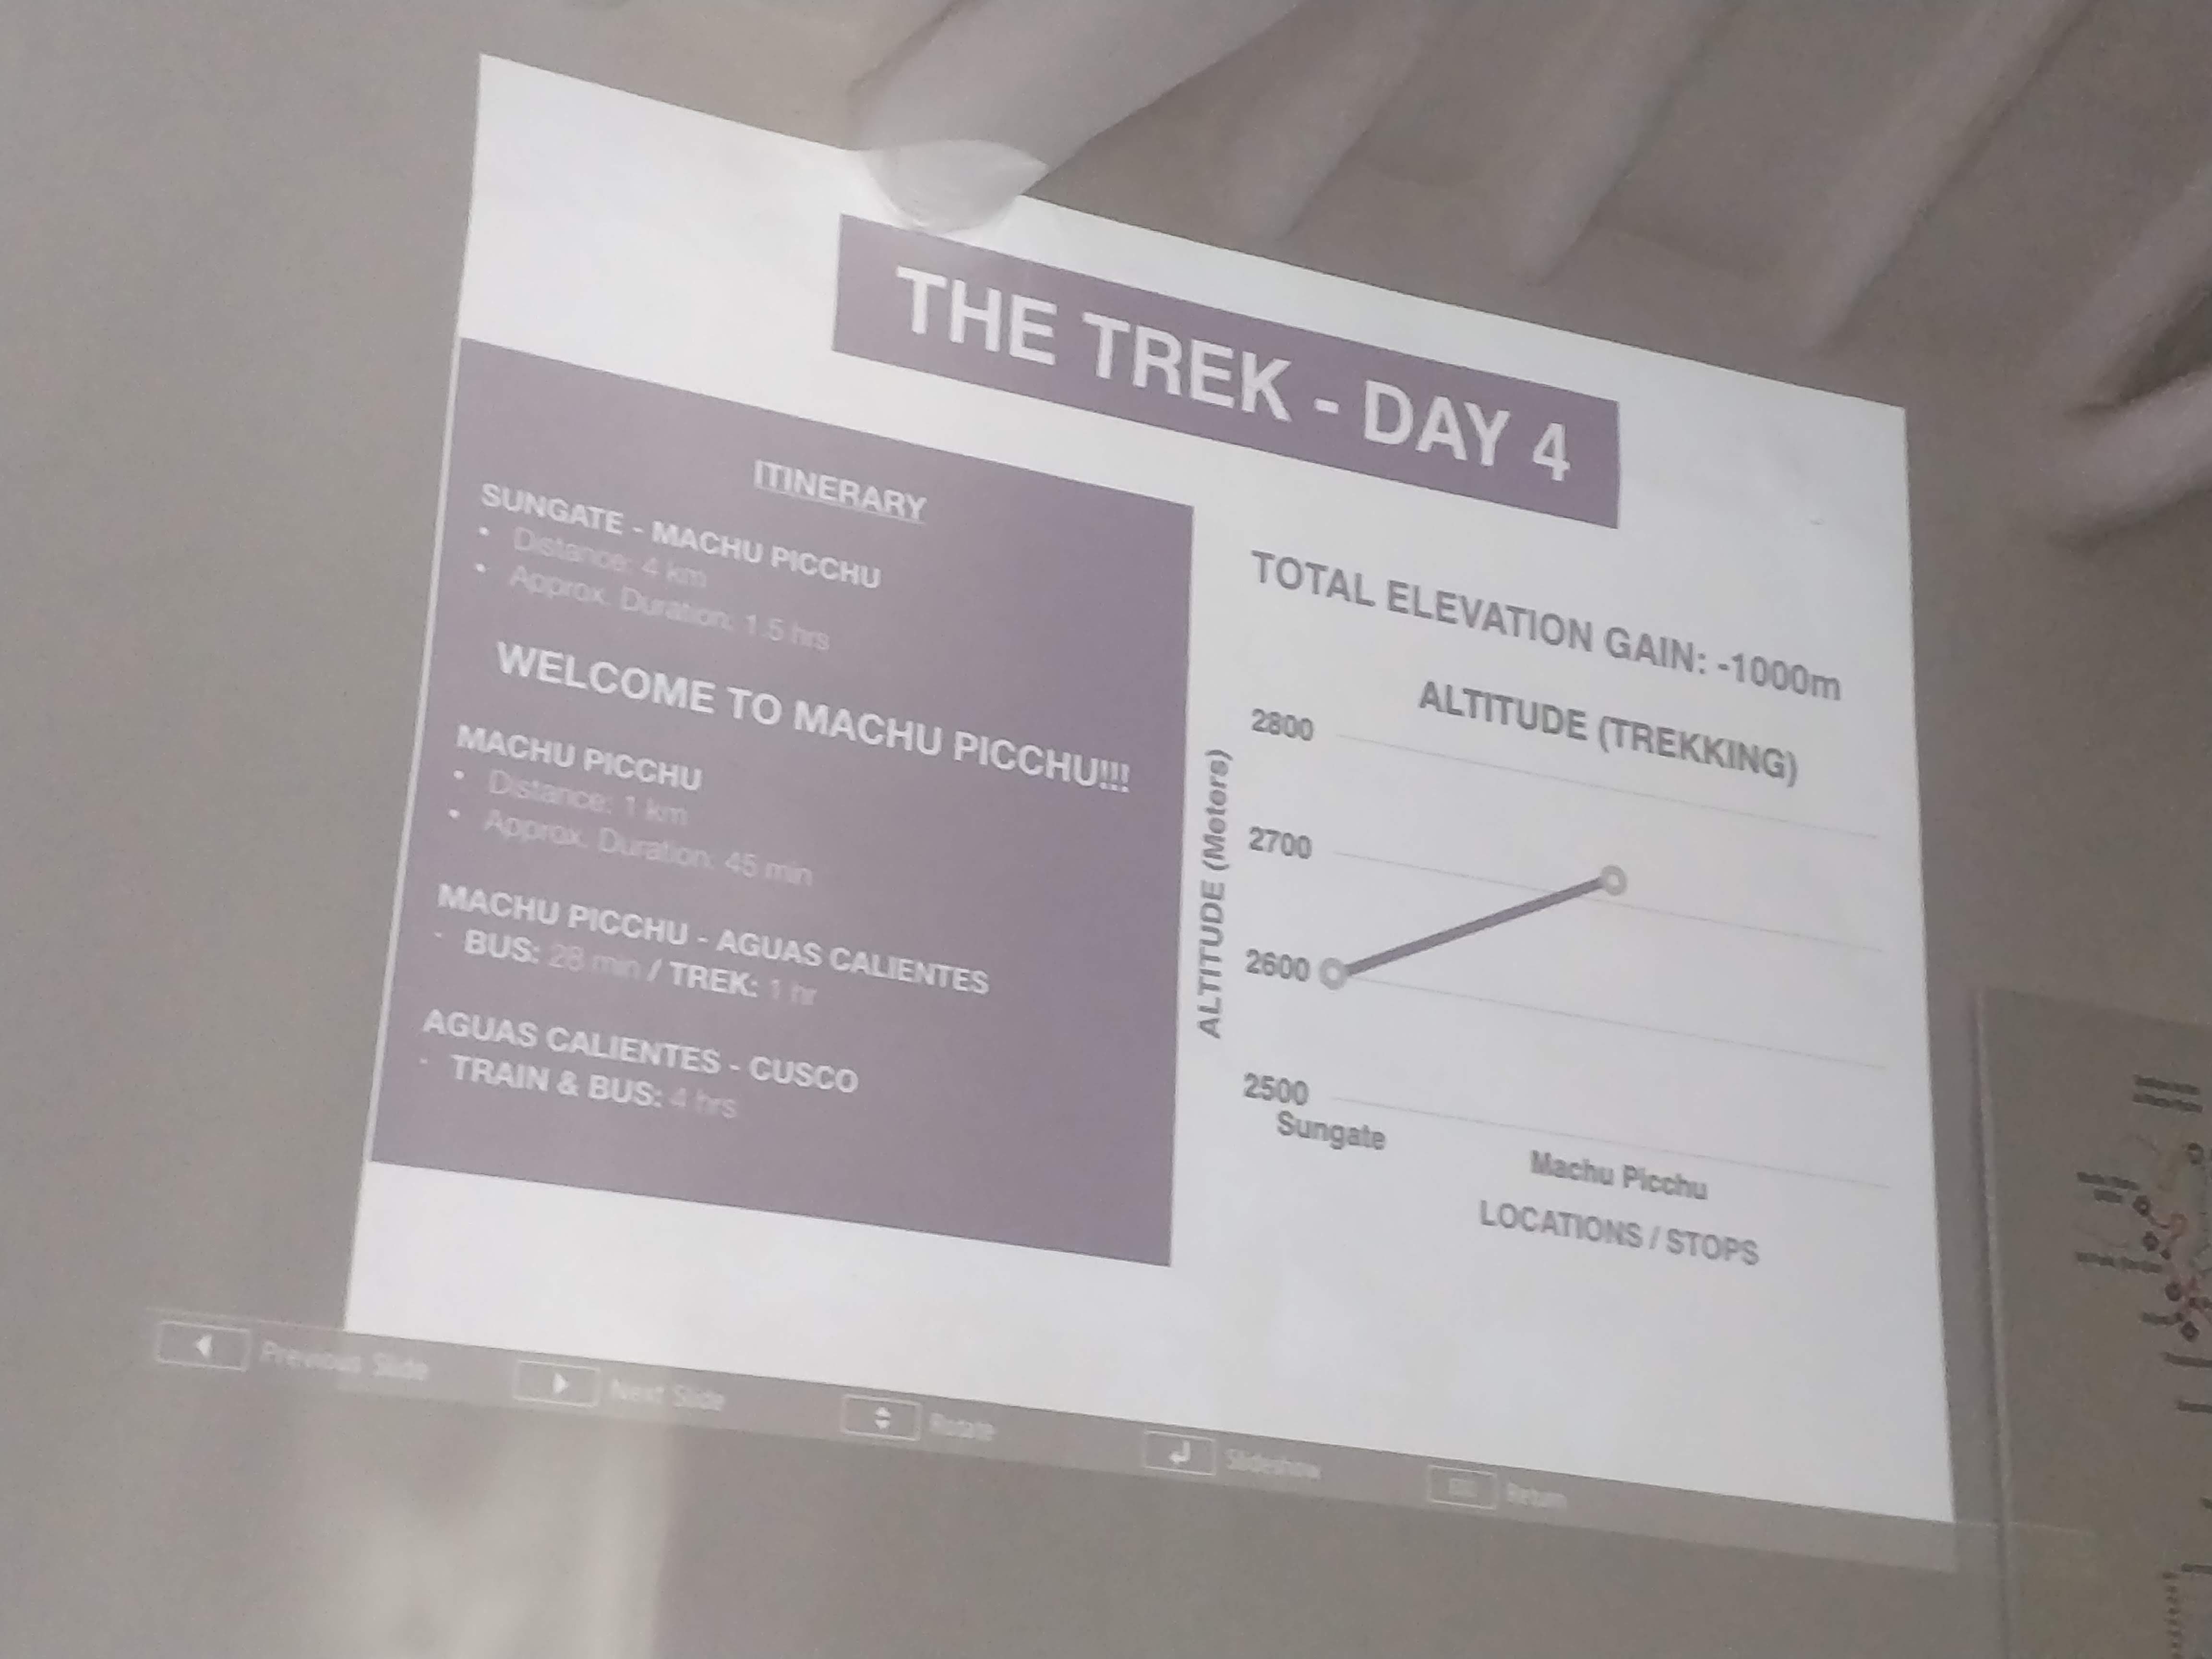 THE TREK - DAY 4
ITINERARY
SUNGATE - MACHU PICCHU
• Distance: 4 km
• Approx. Duration: 1.5 hrs
WELCOME TO MACHU PICCHU!!!
MACHU PICCHU
• Distance: 1 km
• Approx. Duration: 45 min
MACHU PICCHU - AGUAS CALIENTES
- BUS: 28 min / TREK: 1 hr
AGUAS CALIENTES - CUSCO
- TRAIN & BUS: 4 hrs
TOTAL ELEVATION GAIN: -1000m
ALTITUDE (TREKKING)
ALTITUDE (Meters)
2800
2700
2600
2500
Sungate
Machu Picchu
LOCATIONS / STOPS
Previous Slide
Next Slide
Rotate
Slideshow
Return